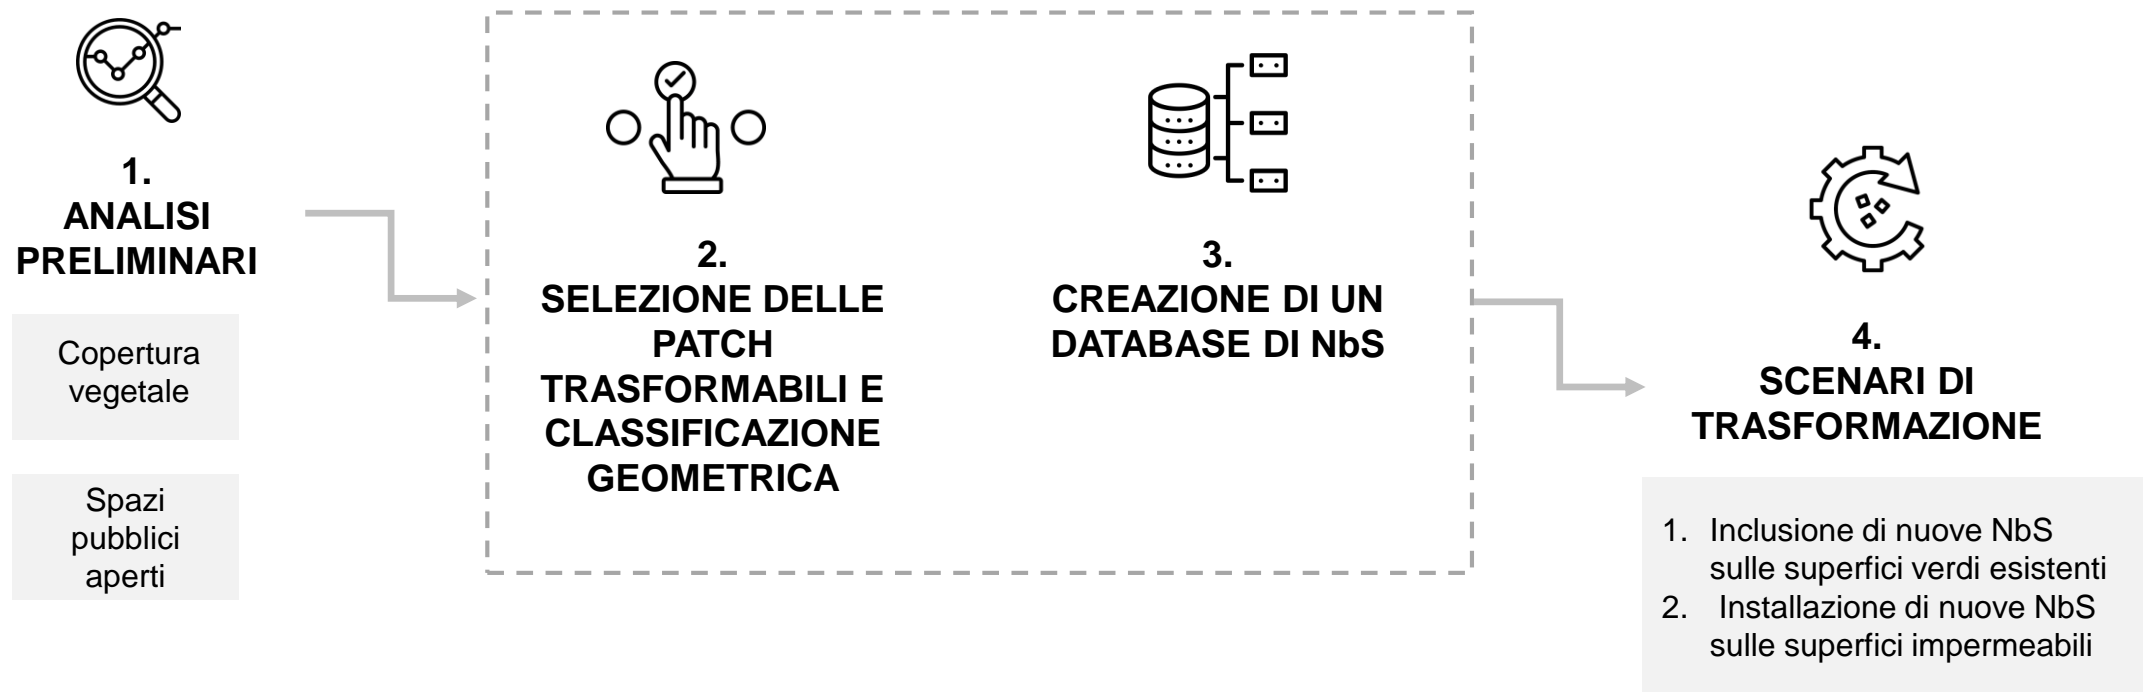 1.
ANALISI
PRELIMINARI
Copertura
vegetale
Spazi
pubblici
aperti
2.
SELEZIONE DELLE
PATCH
TRASFORMABILI E
CLASSIFICAZIONE
GEOMETRICA
3.
CREAZIONE DI UN
DATABASE DI NbS
4.
SCENARI DI
TRASFORMAZIONE
1. Inclusione di nuove NbS
sulle superfici verdi esistenti
2. Installazione di nuove NbS
sulle superfici impermeabili